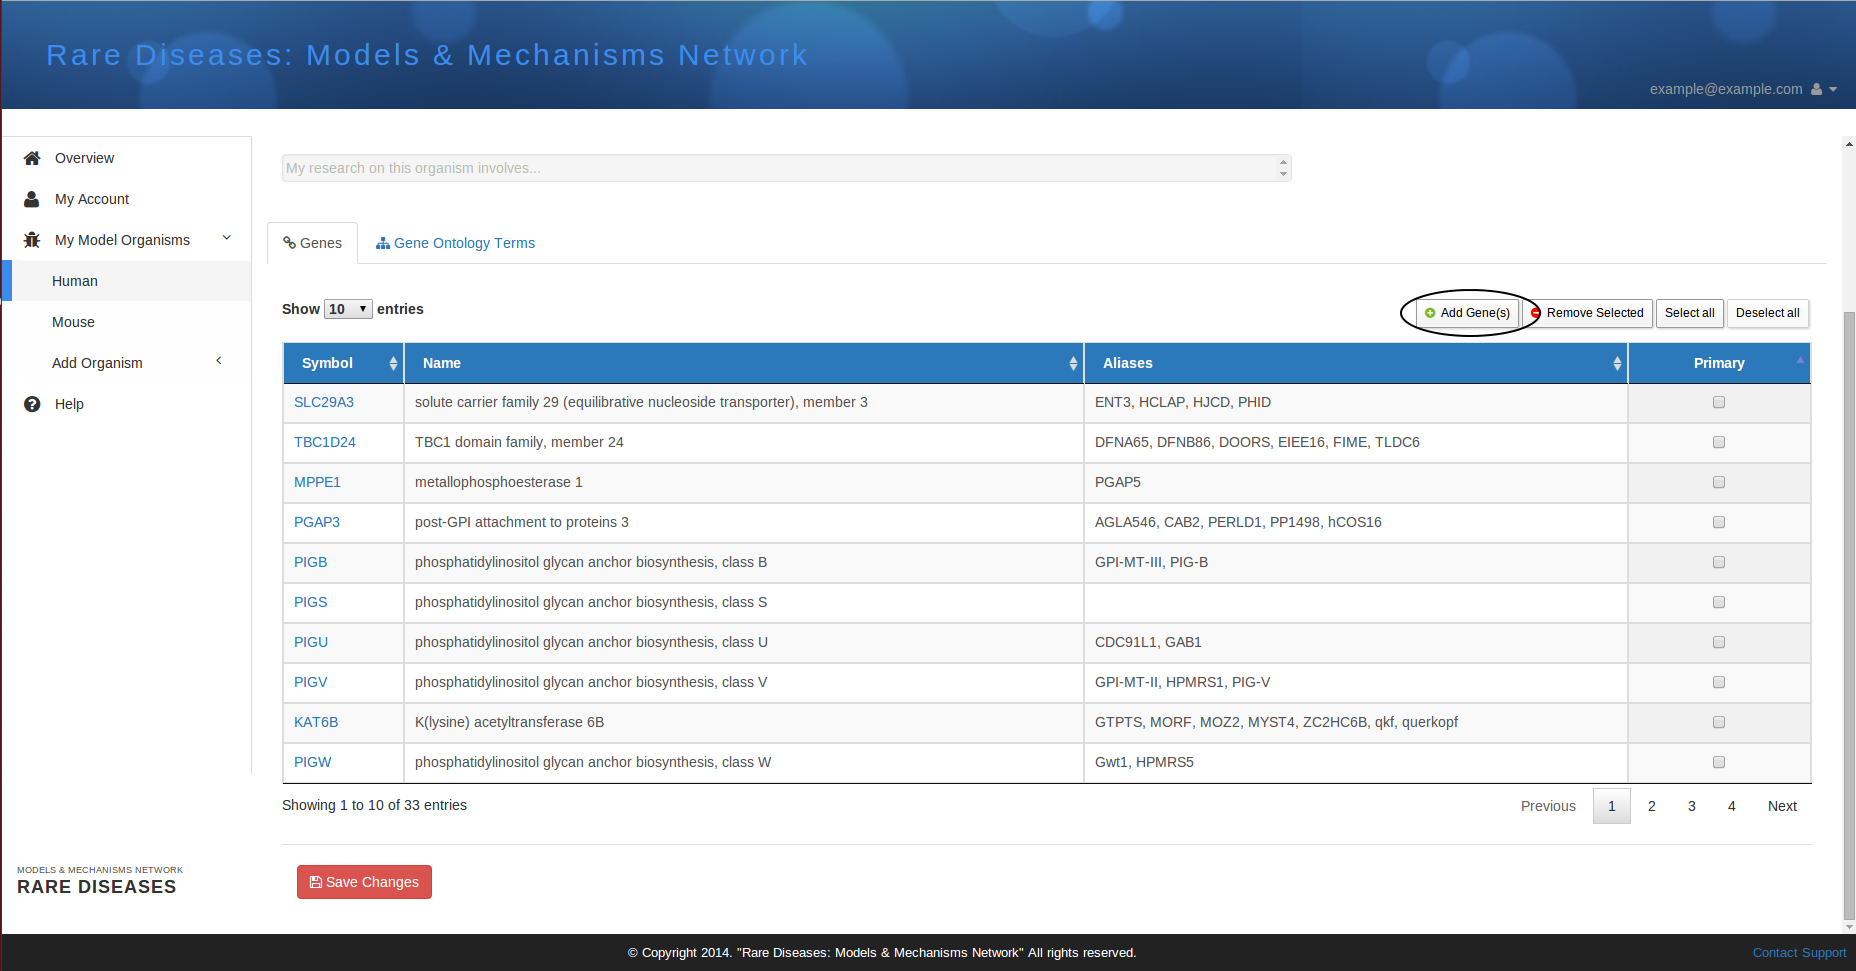 Rare Diseases: Models & Mechanisms Network
example@example.com
Overview
My Account
My Model Organisms
Human
Mouse
Add Organism
Help
My research on this organism involves...
Genes Gene Ontology Terms
Show 10 entries
Add Gene(s) Remove Selected Select all Deselect all
Symbol Name Aliases Primary
SLC29A3 solute carrier family 29 (equilibrative nucleoside transporter), member 3 ENT3, HCLAP, HJCD, PHID
TBC1D24 TBC1 domain family, member 24 DFNA65, DFNB86, DOORS, EIEE16, FIME, TLDC6
MPPE1 metallophosphoesterase 1 PGAP5
PGAP3 post-GPI attachment to proteins 3 AGLA546, CAB2, PERLD1, PP1498, hCOS16
PIGB phosphatidylinositol glycan anchor biosynthesis, class B GPI-MT-III, PIG-B
PIGS phosphatidylinositol glycan anchor biosynthesis, class S
PIGU phosphatidylinositol glycan anchor biosynthesis, class U CDC91L1, GAB1
PIGV phosphatidylinositol glycan anchor biosynthesis, class V GPI-MT-II, HPMRS1, PIG-V
KAT6B K(lysine) acetyltransferase 6B GTPTS, MORF, MOZ2, MYST4, ZC2HC6B, qkf, querkopf
PIGW phosphatidylinositol glycan anchor biosynthesis, class W Gwt1, HPMRS5
Showing 1 to 10 of 33 entries
Previous 1 2 3 4 Next
Save Changes
MODELS & MECHANISMS NETWORK
RARE DISEASES
© Copyright 2014. "Rare Diseases: Models & Mechanisms Network" All rights reserved.
Contact Support